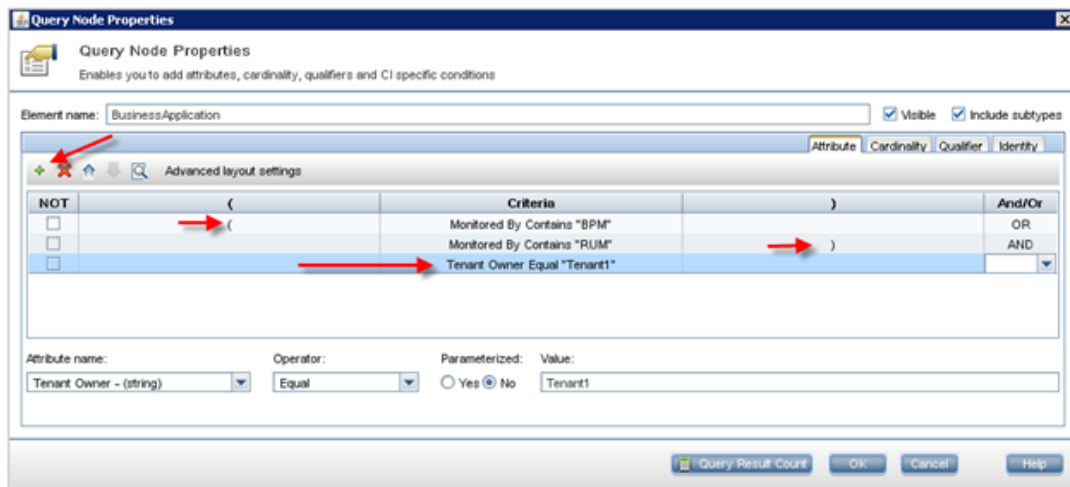 Query Node Properties
Query Node Properties
Enables you to add attributes, cardinality, qualifiers and CI specific conditions
Element name: BusinessApplication Visible Include subtypes
Attribute Cardinality Qualifier Identity
Advanced layout settings
NOT ( Criteria ) And/Or
( Monitored By Contains "BPM" OR
Monitored By Contains "RUM" ) AND
Tenant Owner Equal "Tenant1"
Attribute name: Operator: Parameterized: Value:
Tenant Owner - (string) Equal Yes No Tenant1
Query Result Count OK Cancel Help